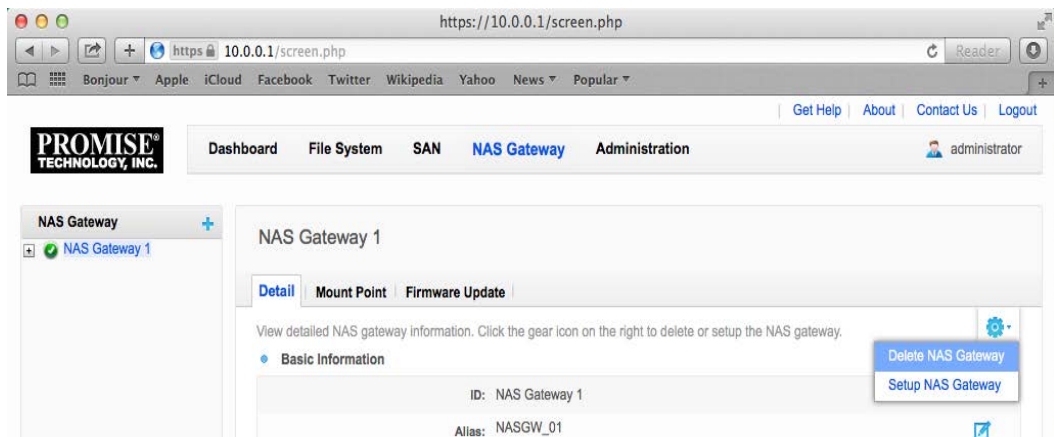 https://10.0.0.1/screen.php
https 10.0.0.1/screen.php Reader
Bonjour Apple iCloud Facebook Twitter Wikipedia Yahoo News Popular
Get Help About Contact Us Logout
PROMISE®
TECHNOLOGY, INC.
Dashboard File System SAN NAS Gateway Administration administrator
NAS Gateway
NAS Gateway 1
NAS Gateway 1
Detail Mount Point Firmware Update
View detailed NAS gateway information. Click the gear icon on the right to delete or setup the NAS gateway.
Basic Information
Delete NAS Gateway
Setup NAS Gateway
ID: NAS Gateway 1
Alias: NASGW_01